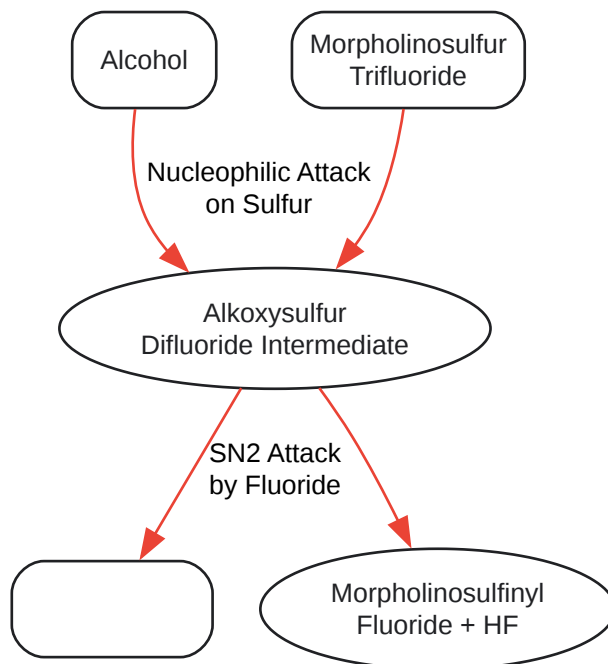 Alcohol
Morpholinosulfur
Trifluoride
Nucleophilic Attack
on Sulfur
Alkoxysulfur
Difluoride Intermediate
SN2 Attack
by Fluoride
Morpholinosulfinyl
Fluoride + HF